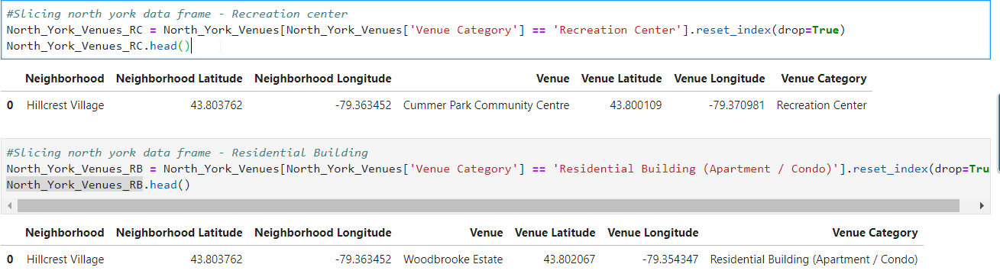 #Slicing north york data frame - Recreation center
North_York_Venues_RC = North_York_Venues[North_York_Venues['Venue Category'] == 'Recreation Center'].reset_index(drop=True)
North_York_Venues_RC.head()
Neighborhood Neighborhood Latitude Neighborhood Longitude Venue Venue Latitude Venue Longitude Venue Category
0 Hillcrest Village 43.803762 -79.363452 Cummer Park Community Centre 43.800109 -79.370981 Recreation Center
#Slicing north york data frame - Residential Building
North_York_Venues_RB = North_York_Venues[North_York_Venues['Venue Category'] == 'Residential Building (Apartment / Condo)'].reset_index(drop=Tru
North_York_Venues_RB.head()
Neighborhood Neighborhood Latitude Neighborhood Longitude Venue Venue Latitude Venue Longitude Venue Category
0 Hillcrest Village 43.803762 -79.363452 Woodbrooke Estate 43.802067 -79.354347 Residential Building (Apartment / Condo)